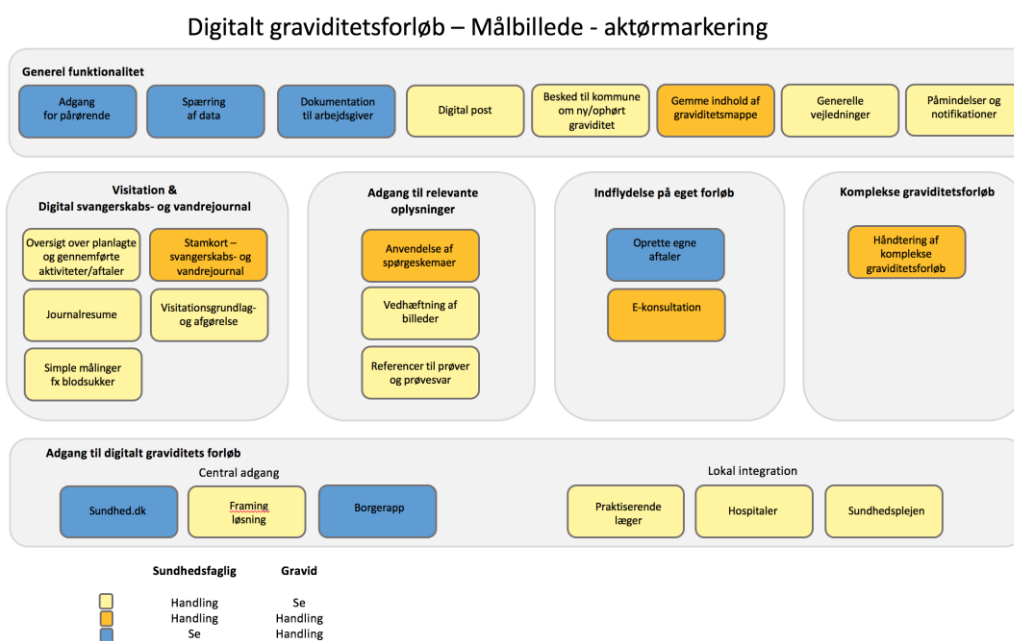 Digitalt graviditetsforløb – Målbillede - aktørmarkering
Generel funktionalitet
Adgang
for pårørende
Spærring
af data
Dokumentation
til arbejdsgiver
Digital post
Besked til kommune
om ny/ophørt
graviditet
Gemme indhold af
graviditetsmappe
Generelle
vejledninger
Påmindelser og
notifikationer
Visitation &
Digital svangerskabs- og vandrejournal
Oversigt over planlagte
og gennemførte
aktiviteter/aftaler
Stamkort –
svangerskabs- og
vandrejournal
Journalresume
Visitationsgrundlag-
og afgørelse
Simple målinger
fx blodsukker
Adgang til relevante
oplysninger
Anvendelse af
spørgeskemaer
Vedhæftning af
billeder
Referencer til prøver
og prøvesvar
Indflydelse på eget forløb
Oprette egne
aftaler
E-konsultation
Komplekse graviditetsforløb
Håndtering af
komplekse
graviditetsforløb
Adgang til digitalt graviditets forløb
Central adgang
Sundhed.dk
Framing
løsning
Borgerapp
Lokal integration
Praktiserende
læger
Hospitaler
Sundhedsplejen
Sundhedsfaglig Gravid
Handling Se
Handling Handling
Se Handling